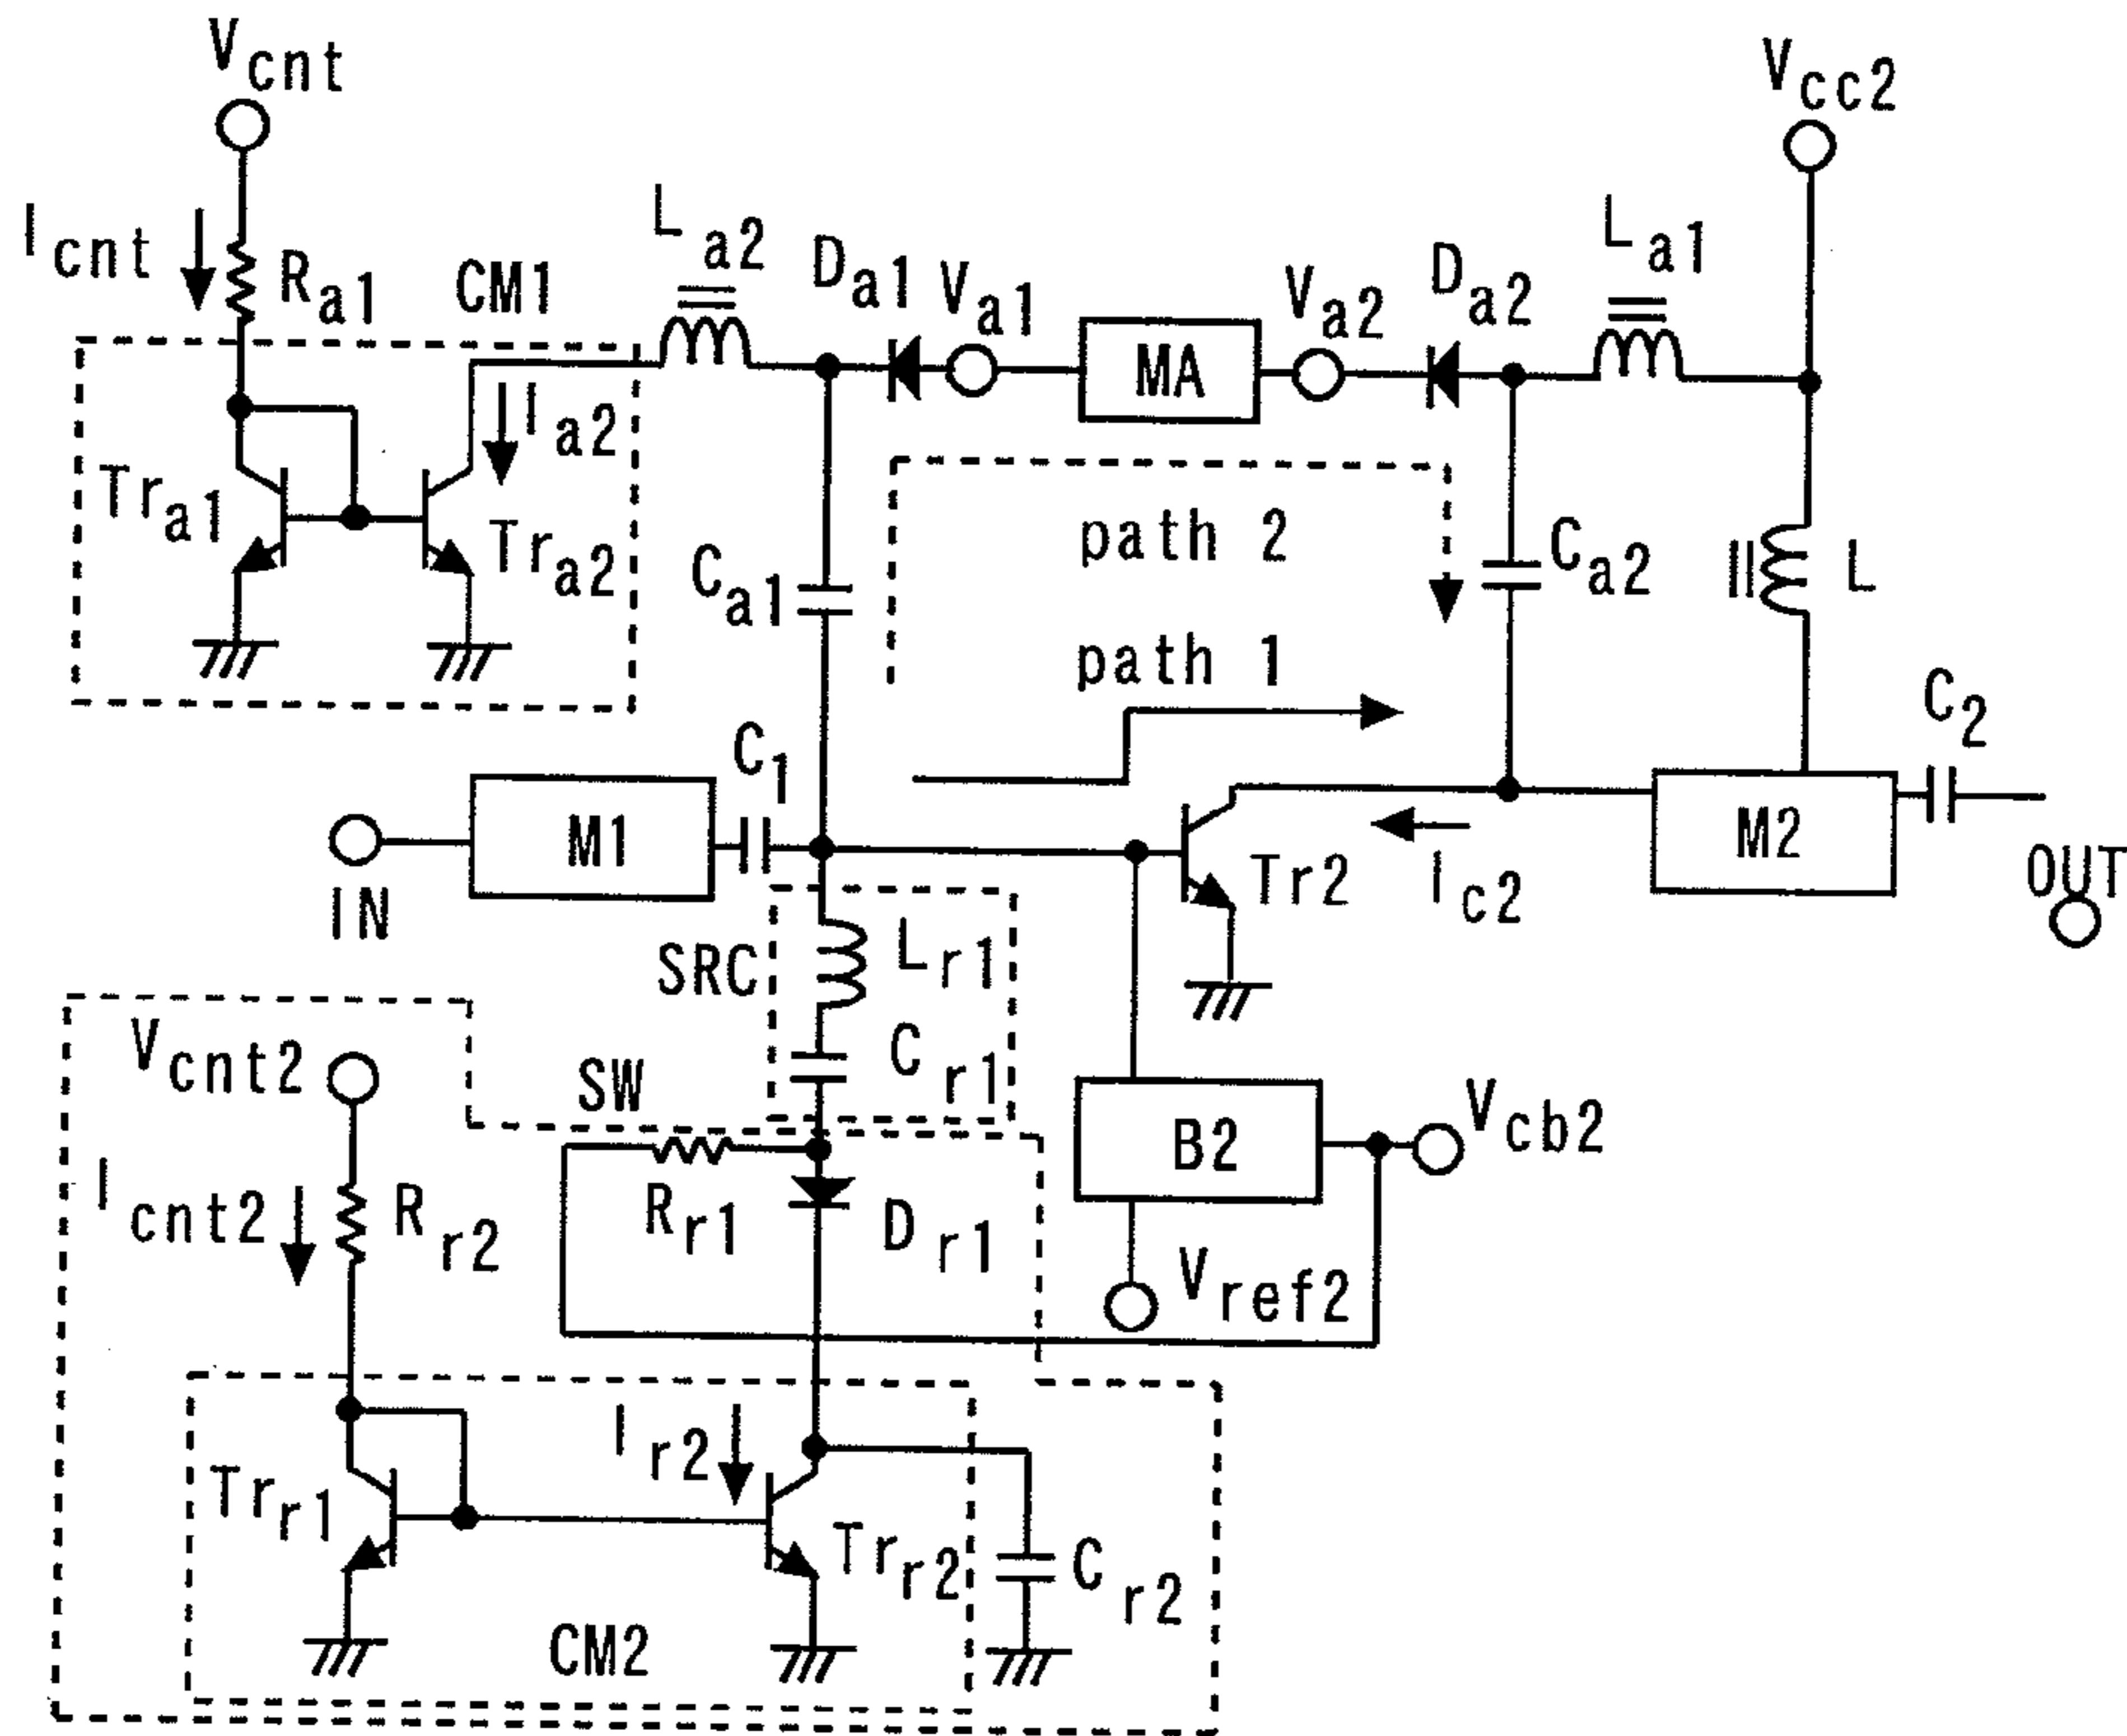 Vcnt
Vcc2
Icnt
Ra1
CM1
La2
Da1
Va1
MA
Va2
Da2
La1
Ia2
Tra1
Tra2
Ca1
path 2
Ca2
L
path 1
C1
C2
IN
M1
Tr2
Ic2
M2
OUT
SRC
Lr1
Cr1
Vcnt2
SW
B2
Vcb2
Icnt2
Rr2
Rr1
Dr1
Vref2
Ir2
Trr1
Trr2
Cr2
CM2